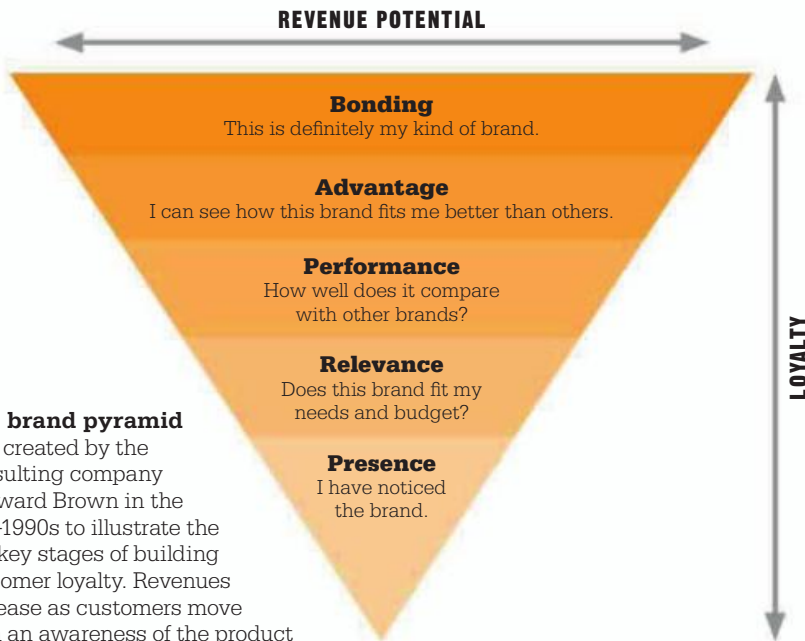 REVENUE POTENTIAL
Bonding
This is definitely my kind of brand.
Advantage
I can see how this brand fits me better than others.
Performance
How well does it compare
with other brands?
Relevance
Does this brand fit my
needs and budget?
Presence
I have noticed
the brand.
LOYALTY
brand pyramid
created by the
sulting company
ward Brown in the
-1990s to illustrate the
key stages of building
omer loyalty. Revenues
ease as customers move
an awareness of the product